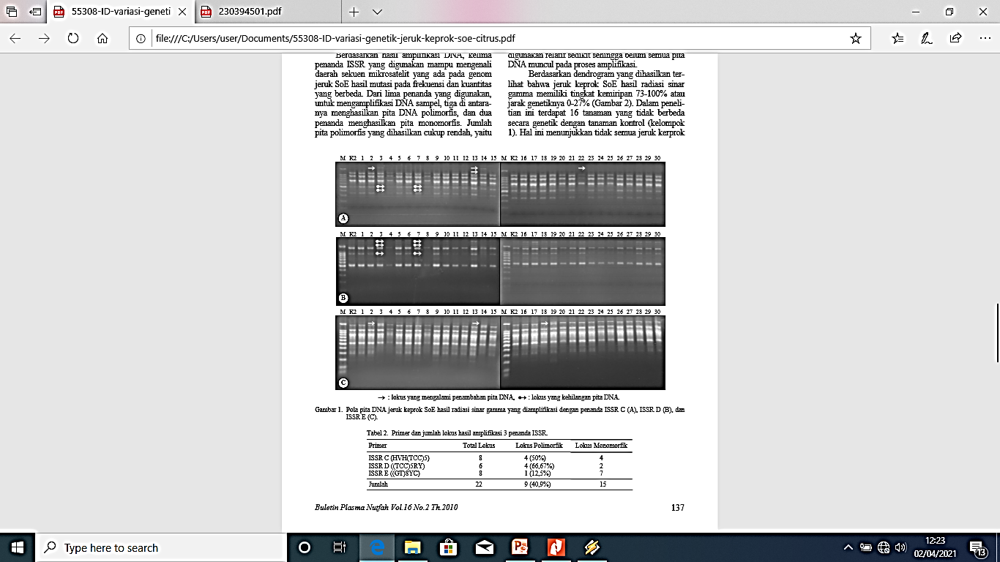 55308-ID-variasi-geneti
230394501.pdf
file:///C:/Users/user/Documents/55308-ID-variasi-genetik-jeruk-keprok-soe-citrus.pdf
Berdasarkan hasil amplifikasi DNA, kelima
penanda ISSR yang digunakan mampu mengenali
daerah sekuen mikrosatelit yang ada pada genom
jeruk SoE hasil mutasi pada frekuensi dan kuantitas
yang berbeda. Dari lima penanda yang digunakan,
untuk mengamplifikasi DNA sampel, tiga di antara-
nya menghasilkan pita DNA polimorfis, dan dua
penanda menghasilkan pita monomorfis. Jumlah
pita polimorfis yang dihasilkan cukup rendah, yaitu
digunakan relatif sedikit sehingga belum semua pita
DNA muncul pada proses amplifikasi.
Berdasarkan dendrogram yang dihasilkan ter-
lihat bahwa jeruk keprok SoE hasil radiasi sinar
gamma memiliki tingkat kemiripan 73-100% atau
jarak genetiknya 0-27% (Gambar 2). Dalam peneli-
tian ini terdapat 16 tanaman yang tidak berbeda
secara genetik dengan tanaman kontrol (kelompok
1). Hal ini menunjukkan tidak semua jeruk kerprok
M K2 1 2 3 4 5 6 7 8 9 10 11 12 13 14 15 M K2 16 17 18 19 20 21 22 23 24 25 26 27 28 29 30
A
M K2 1 2 3 4 5 6 7 8 9 10 11 12 13 14 15 M K2 16 17 18 19 20 21 22 23 24 25 26 27 28 29 30
B
M K2 1 2 3 4 5 6 7 8 9 10 11 12 13 14 15 M K2 16 17 18 19 20 21 22 23 24 25 26 27 28 29 30
C
→ : lokus yang mengalami penambahan pita DNA, •→ : lokus yang kehilangan pita DNA.
Gambar 1. Pola pita DNA jeruk keprok SoE hasil radiasi sinar gamma yang diamplifikasi dengan penanda ISSR C (A), ISSR D (B), dan
ISSR E (C).
Tabel 2. Primer dan jumlah lokus hasil amplifikasi 3 penanda ISSR.
Primer Total Lokus Lokus Polimorfik Lokus Monomorfik
ISSR C (HVH(TCC)5) 8 4 (50%) 4
ISSR D ((TCC)5RY) 6 4 (66,67%) 2
ISSR E ((GT)8YC) 8 1 (12,5%) 7
Jumlah 22 9 (40,9%) 15
Buletin Plasma Nutfah Vol.16 No.2 Th.2010 137
Type here to search
12:23
02/04/2021
13